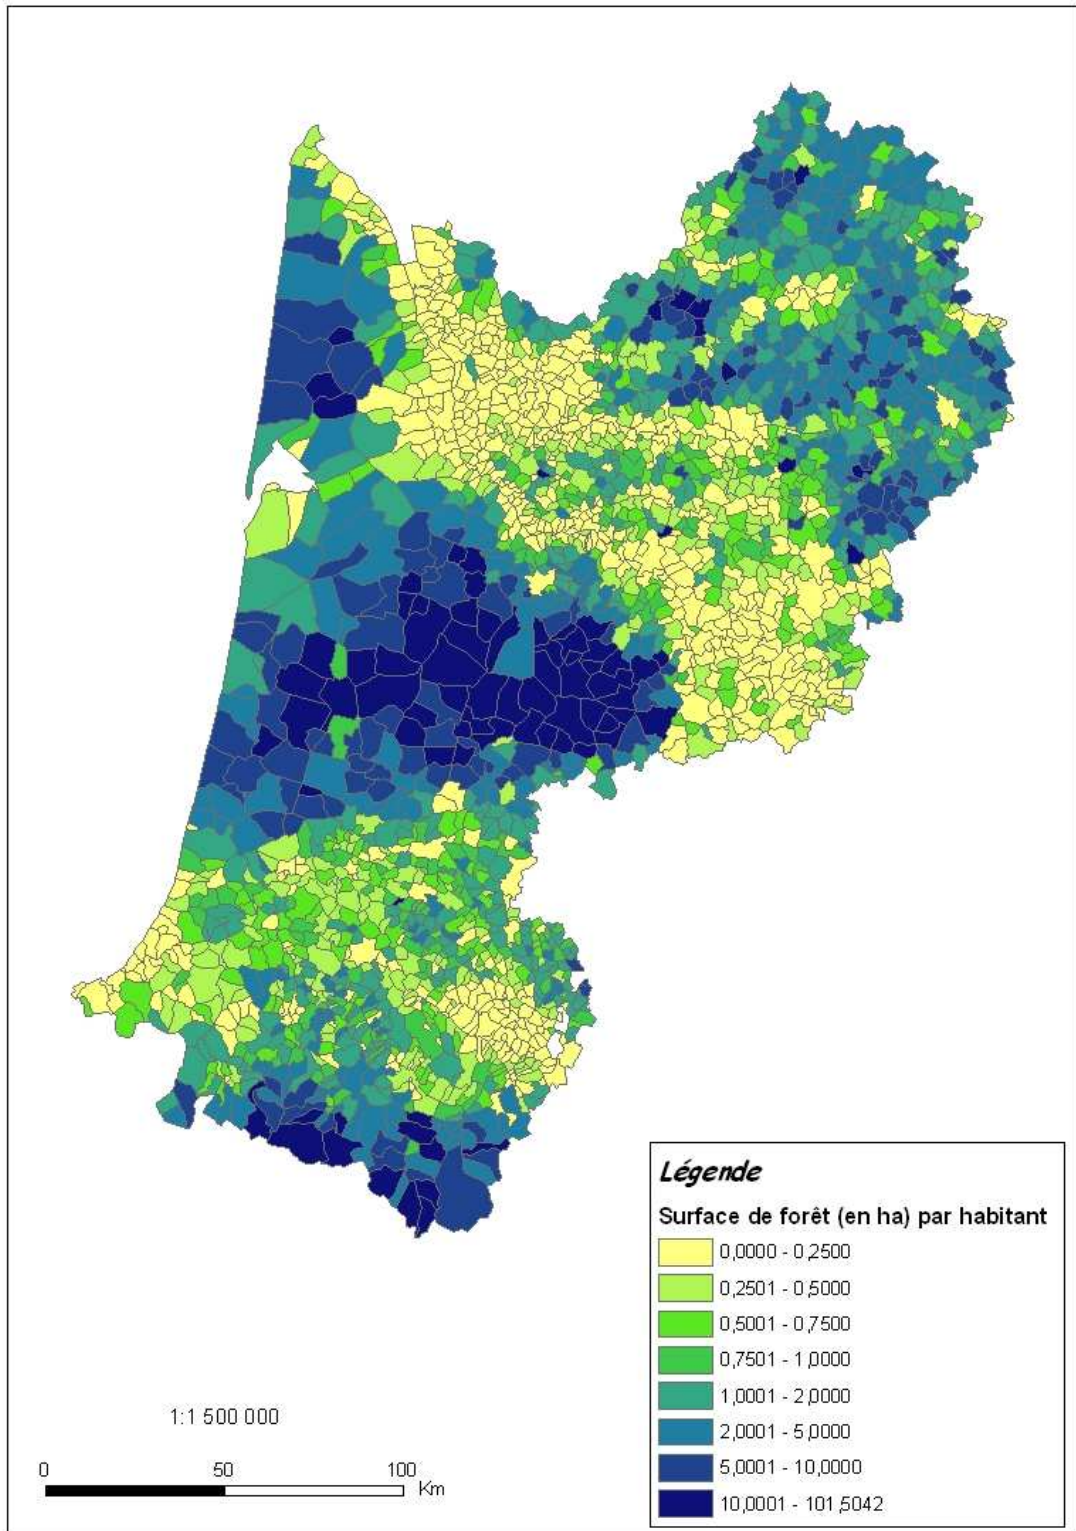 Légende
Surface de forêt (en ha) par habitant
0,0000 - 0,2500
0,2501 - 0,5000
0,5001 - 0,7500
0,7501 - 1,0000
1,0001 - 2,0000
2,0001 - 5,0000
5,0001 - 10,0000
10,0001 - 101,5042
1:1 500 000
0 50 100
Km